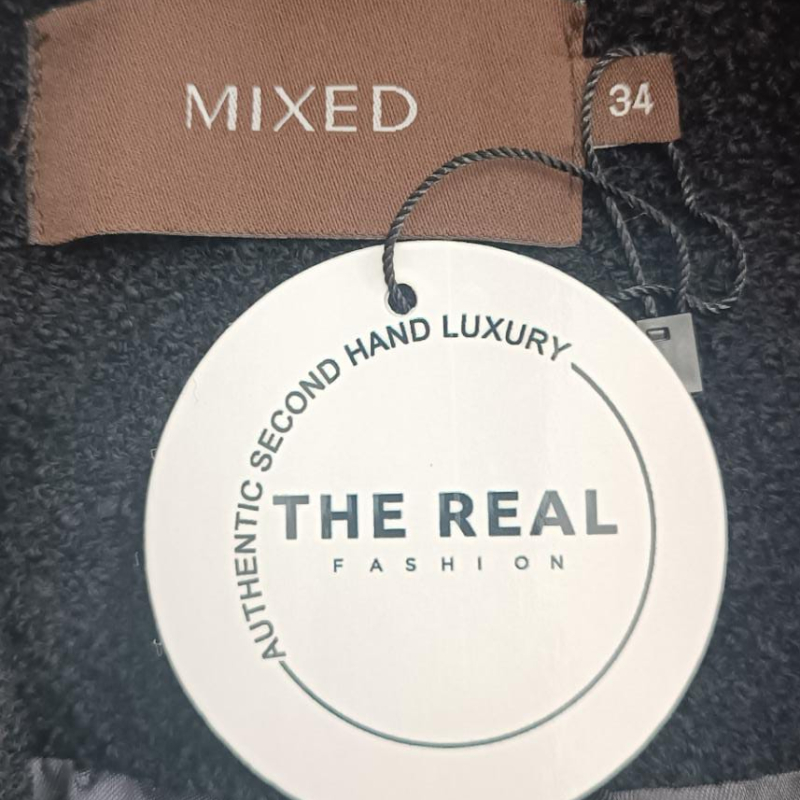 MIXED
34
AUTHENTIC SECOND HAND LUXURY
THE REAL
FASHION